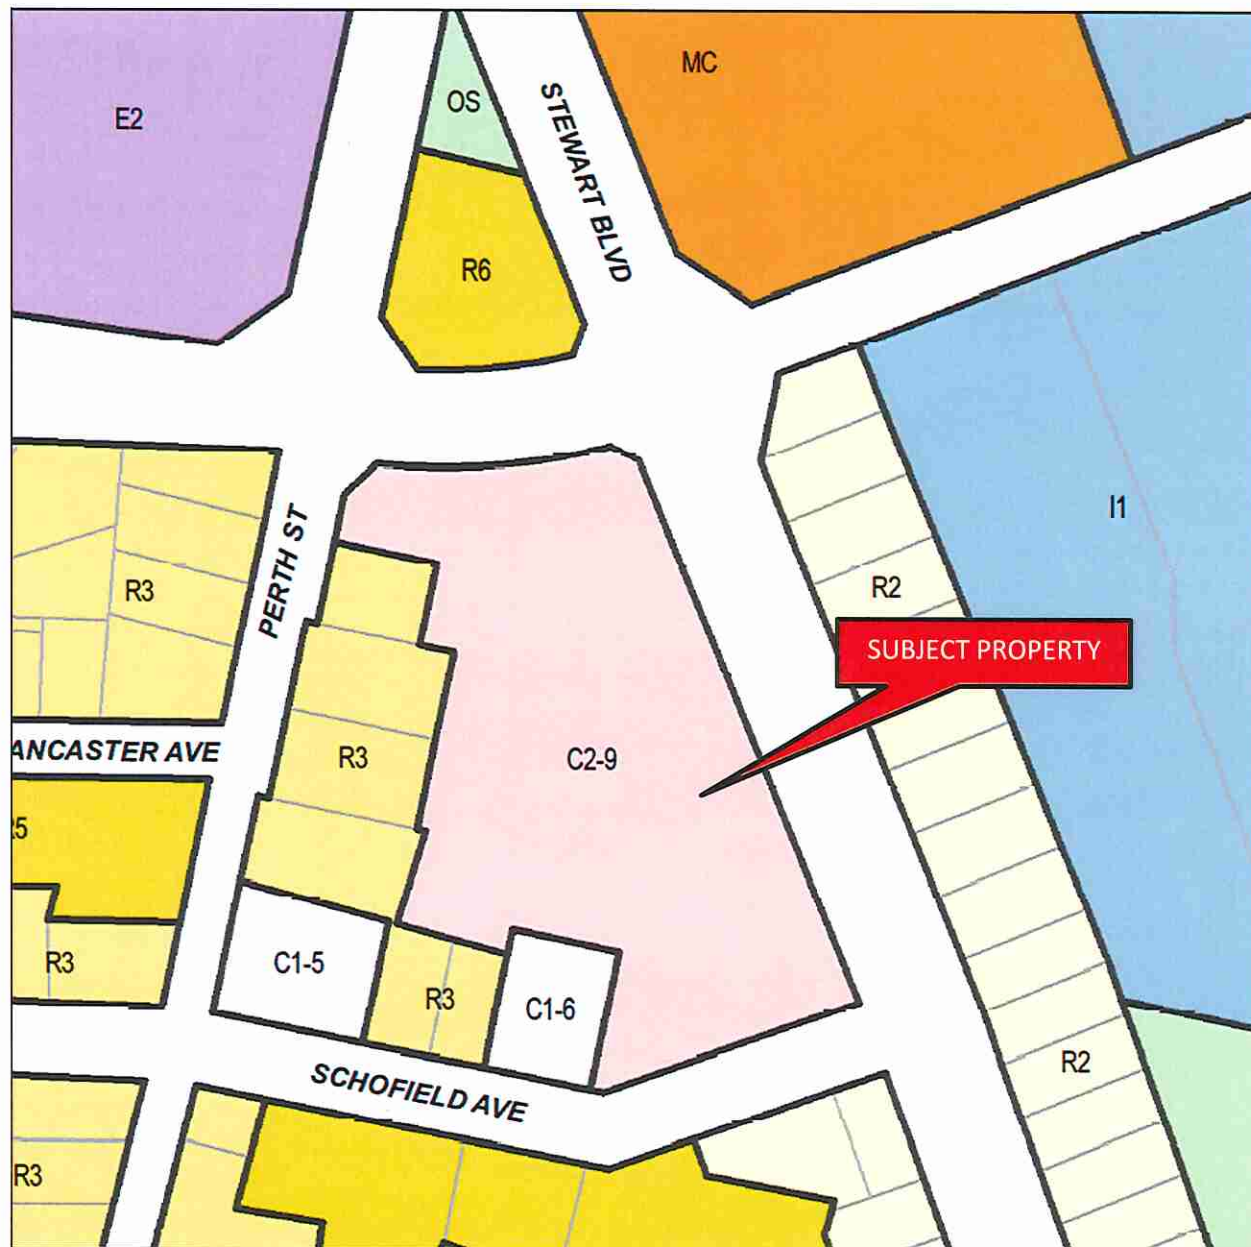 MC
E2
OS
STEWART BLVD
R6
I1
PERTH ST
R3
R2
SUBJECT PROPERTY
ANCASTER AVE
R3
C2-9
5
C1-5
R3
R3
C1-6
R2
SCHOFIELD AVE
R3